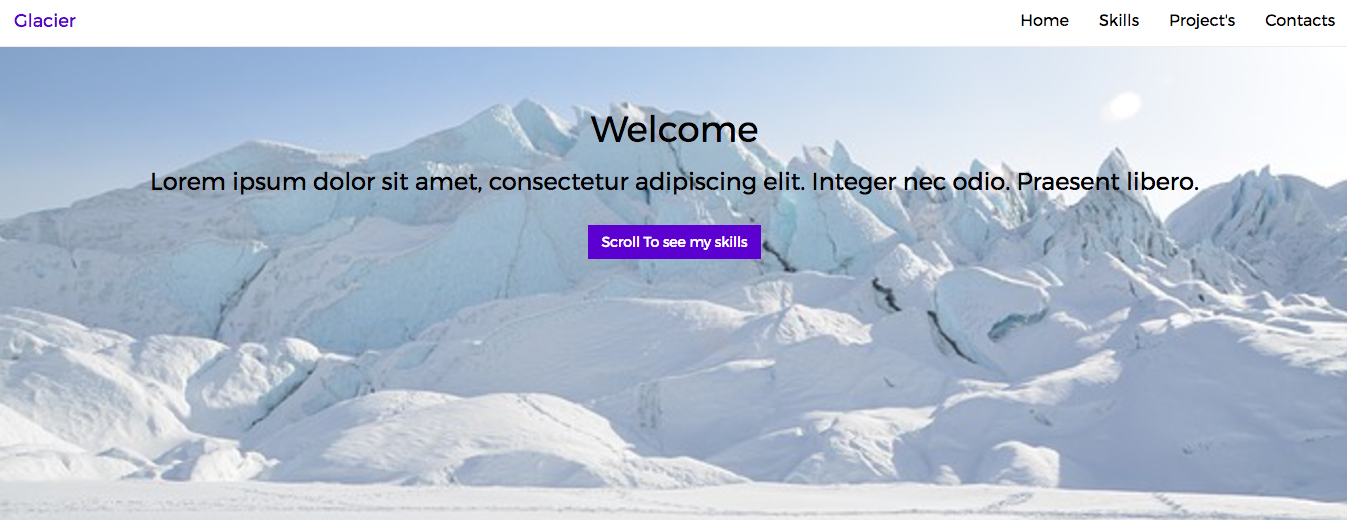 Glacier
Home Skills Project's Contacts
Welcome
Lorem ipsum dolor sit amet, consectetur adipiscing elit. Integer nec odio. Praesent libero.
Scroll To see my skills